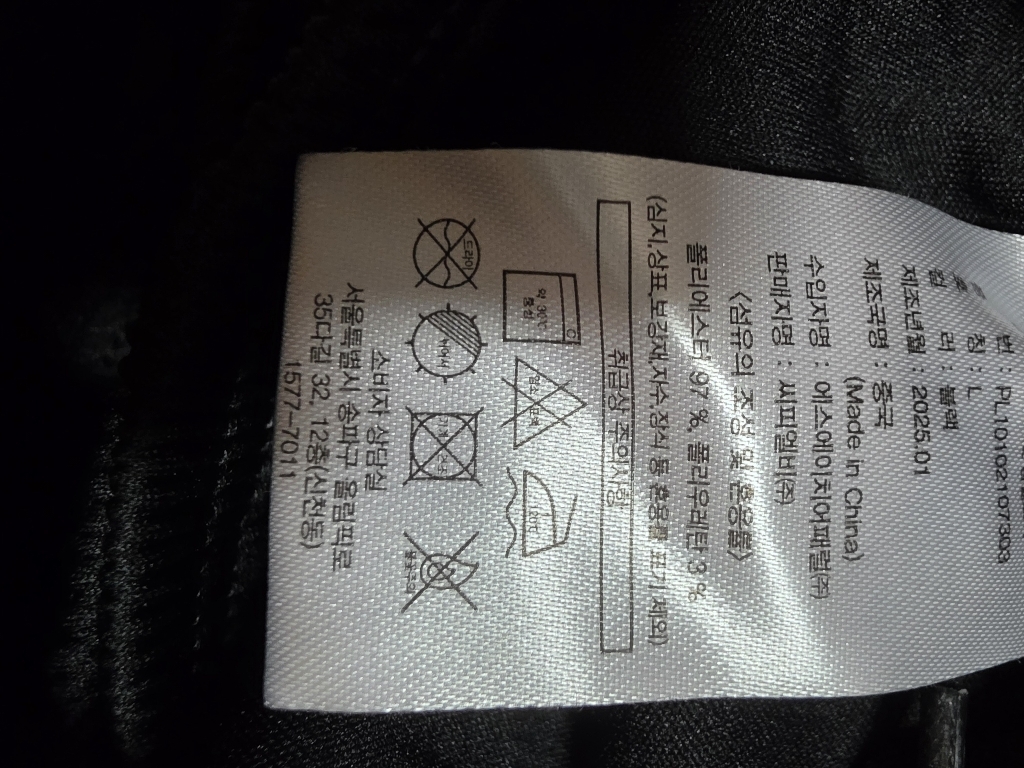 번 : PL10102107303
칭 : L
컬 러 : 블랙
제조년월 : 2025.01
제조국명 : 중국
(Made in China)
수입자명 : 에스에이치어패럴(주)
판매자명 : 씨피엘비(주)
〈섬유의 조성 및 혼용율〉
폴리에스터 97 % 폴리우레탄 3 %
(심지,상표,보강재,자수,장식 등 혼용률 표기 제외)
취급상 주의사항
약 30℃
중성
드라이
소비자 상담실
서울특별시 송파구 올림픽로
35다길 32, 12층(신천동)
1577-7011